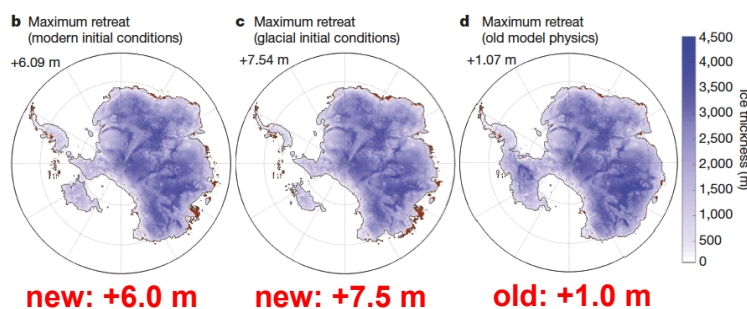 b Maximum retreat
(modern initial conditions)
+6.09 m
c Maximum retreat
(glacial initial conditions)
+7.54 m
d Maximum retreat
(old model physics)
+1.07 m
4,500
4,000
3,500
3,000
2,500
2,000
1,500
1,000
500
0
Ice thickness (m)
new: +6.0 m
new: +7.5 m
old: +1.0 m